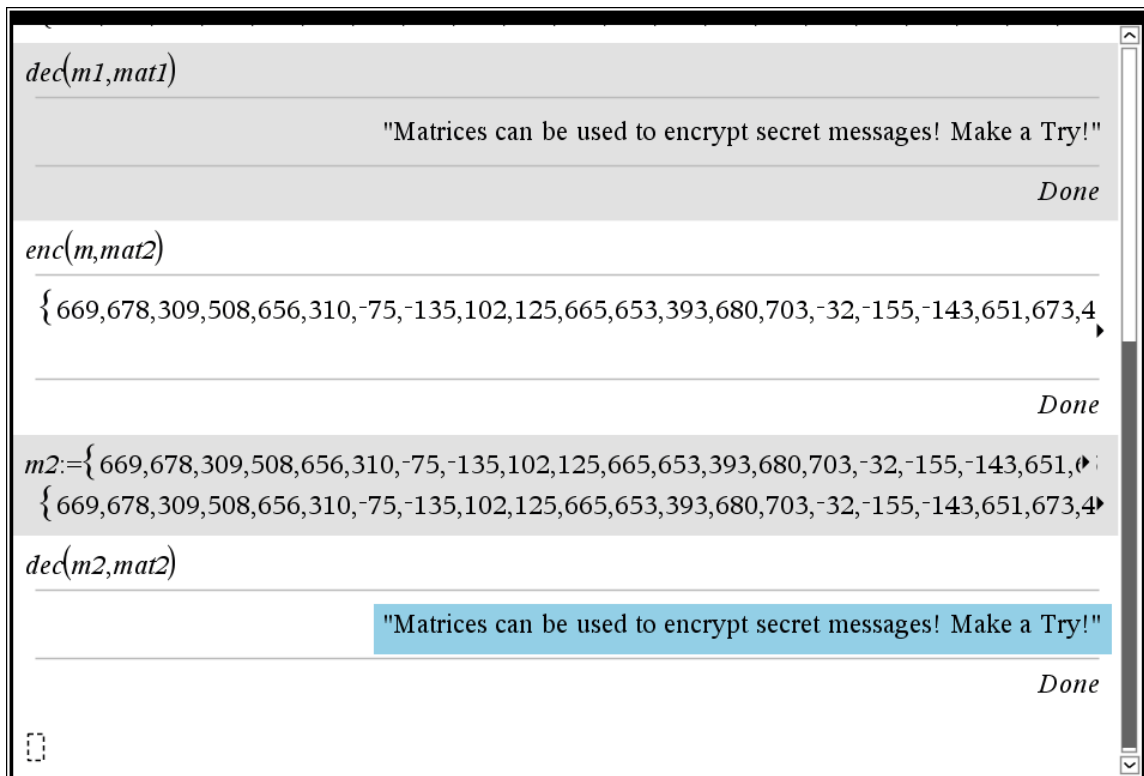 dec(m1,mat1)
"Matrices can be used to encrypt secret messages! Make a Try!"
Done
enc(m,mat2)
{669,678,309,508,656,310,-75,-135,102,125,665,653,393,680,703,-32,-155,-143,651,673,4
Done
m2:={669,678,309,508,656,310,-75,-135,102,125,665,653,393,680,703,-32,-155,-143,651,
{669,678,309,508,656,310,-75,-135,102,125,665,653,393,680,703,-32,-155,-143,651,673,4
dec(m2,mat2)
"Matrices can be used to encrypt secret messages! Make a Try!"
Done